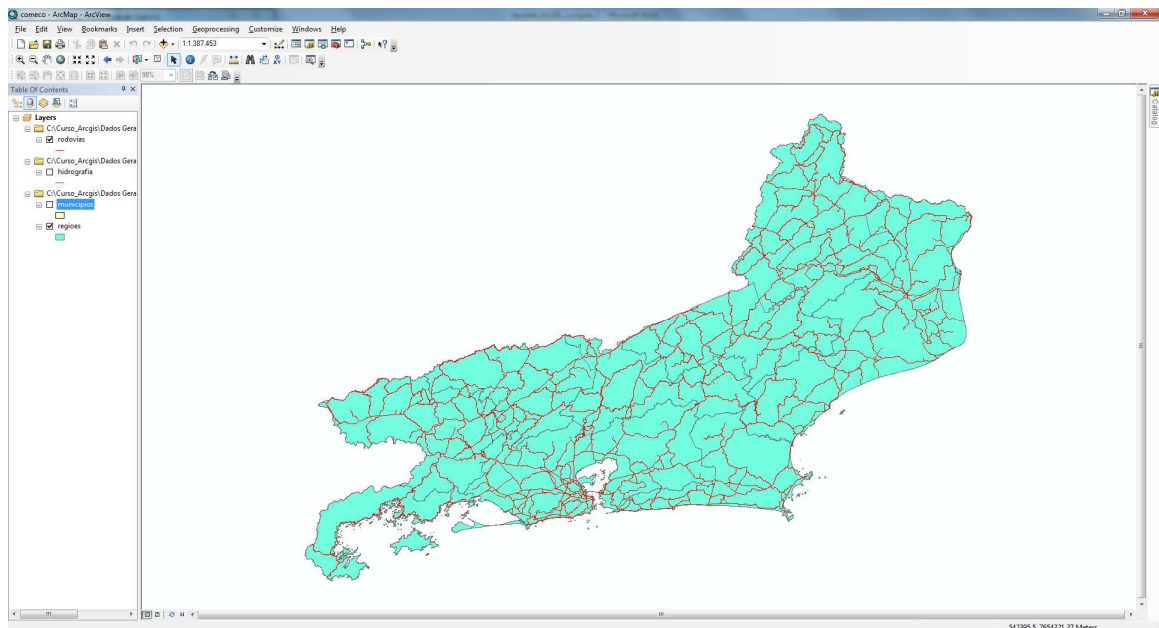 comeco - ArcMap - ArcView
File Edit View Bookmarks Insert Selection Geoprocessing Customize Windows Help
1:1.387.453
98%
Table Of Contents
Layers
C:\Curso_Arcgis\Dados Gera
rodovias
C:\Curso_Arcgis\Dados Gera
hidrografia
C:\Curso_Arcgis\Dados Gera
municipios
regioes
Catalog